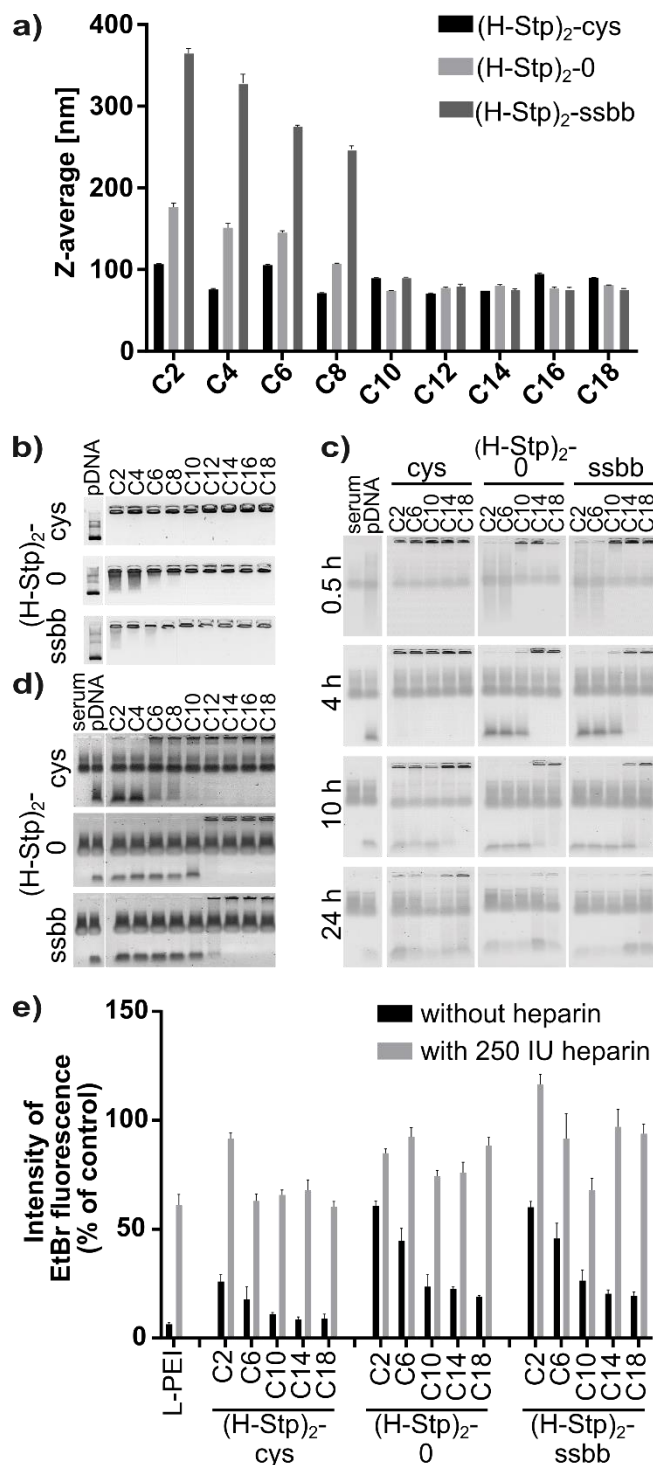 a)
400
300
200
100
0
Z-average [nm]
(H-Stp)₂-cys
(H-Stp)₂-0
(H-Stp)₂-ssbb
C2 C4 C6 C8 C10 C12 C14 C16 C18
b)
pDNA C2 C4 C6 C8 C10 C12 C14 C16 C18
(H-Stp)₂-
cys
0
ssbb
c)
(H-Stp)₂-
cys 0 ssbb
serum pDNA C2 C6 C10 C14 C18 C2 C6 C10 C14 C18 C2 C6 C10 C14 C18
0.5 h
4 h
10 h
24 h
d)
serum pDNA C2 C4 C6 C8 C10 C12 C14 C16 C18
(H-Stp)₂-
cys
0
ssbb
e)
150
100
50
0
Intensity of
EtBr fluorescence
(% of control)
without heparin
with 250 IU heparin
L-PEI C2 C6 C10 C14 C18 C2 C6 C10 C14 C18 C2 C6 C10 C14 C18
(H-Stp)₂- (H-Stp)₂- (H-Stp)₂-
cys 0 ssbb